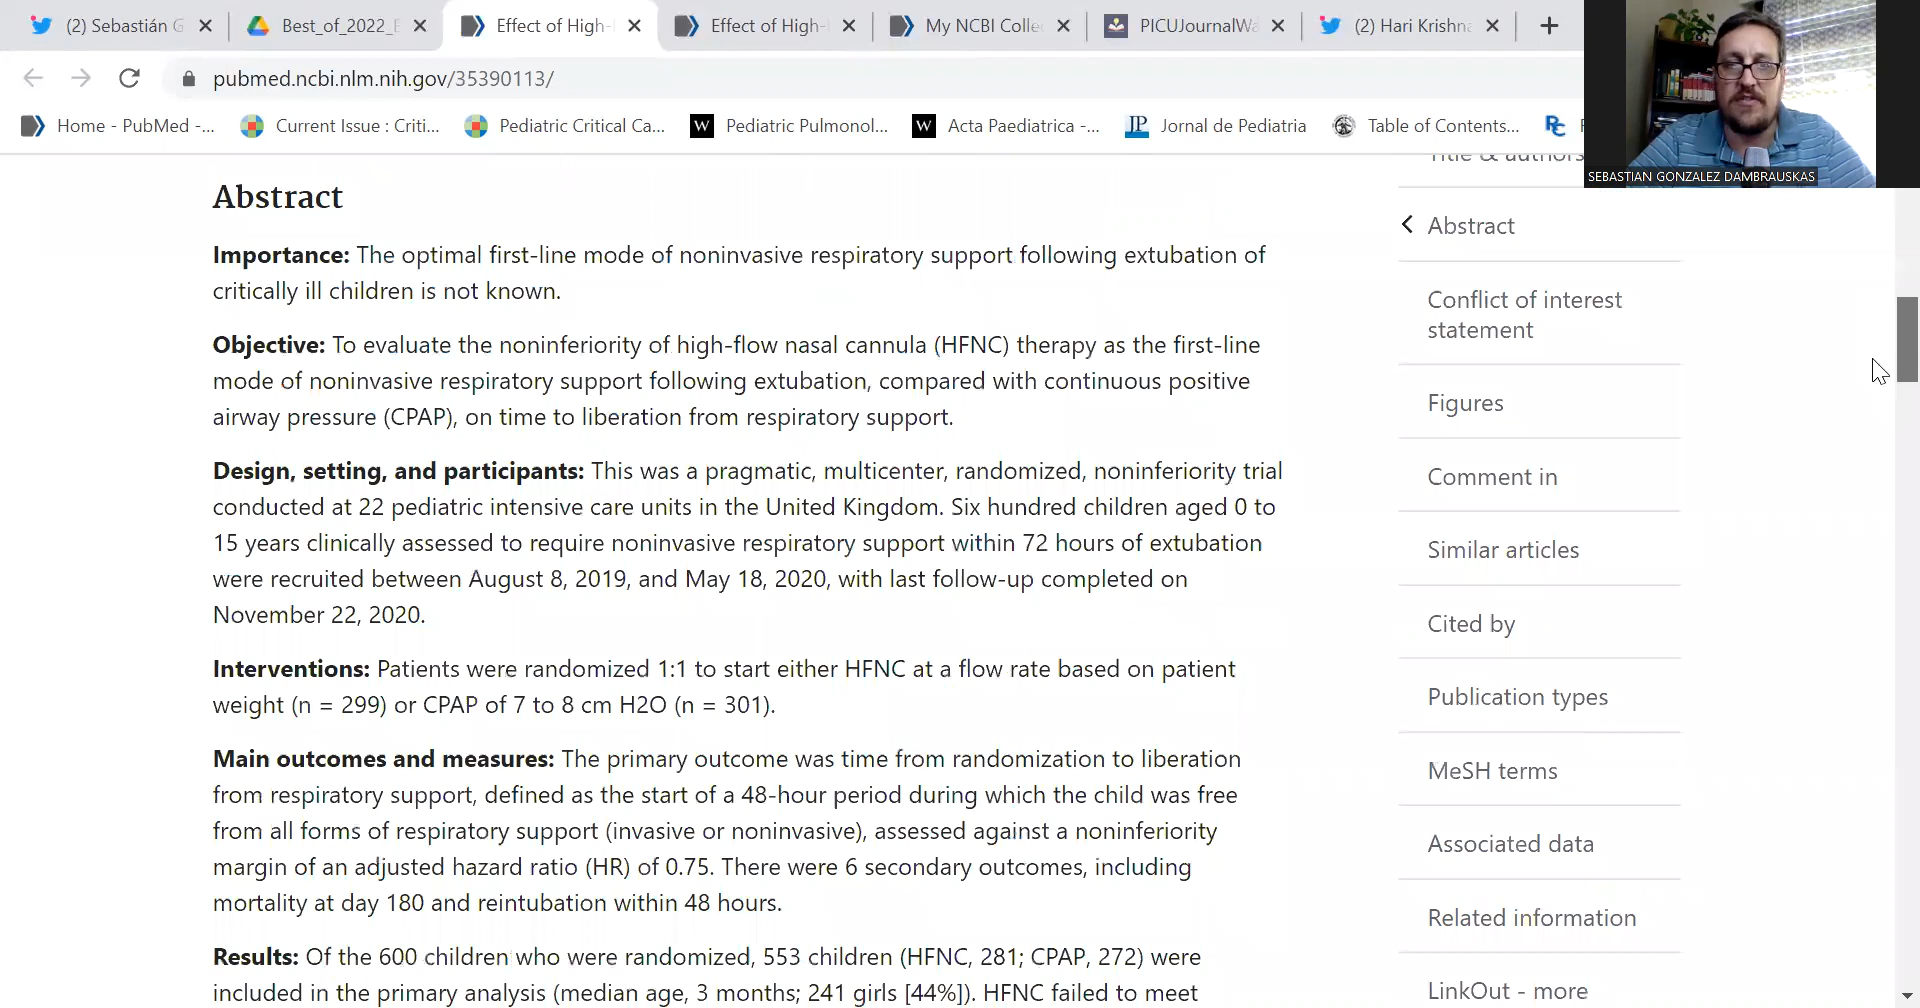 (2) Sebastián G
Best_of_2022_E
Effect of High-
Effect of High-
My NCBI Colle
PICUJournalWa
(2) Hari Krishna
pubmed.ncbi.nlm.nih.gov/35390113/
Home - PubMed -...
Current Issue : Criti...
Pediatric Critical Ca...
W
Pediatric Pulmonol...
W
Acta Paediatrica -...
JP
Jornal de Pediatria
Table of Contents...
RC
SEBASTIAN GONZALEZ DAMBRAUSKAS
Title & authors
Abstract
Importance: The optimal first-line mode of noninvasive respiratory support following extubation of
critically ill children is not known.
Objective: To evaluate the noninferiority of high-flow nasal cannula (HFNC) therapy as the first-line
mode of noninvasive respiratory support following extubation, compared with continuous positive
airway pressure (CPAP), on time to liberation from respiratory support.
Design, setting, and participants: This was a pragmatic, multicenter, randomized, noninferiority trial
conducted at 22 pediatric intensive care units in the United Kingdom. Six hundred children aged 0 to
15 years clinically assessed to require noninvasive respiratory support within 72 hours of extubation
were recruited between August 8, 2019, and May 18, 2020, with last follow-up completed on
November 22, 2020.
Interventions: Patients were randomized 1:1 to start either HFNC at a flow rate based on patient
weight (n = 299) or CPAP of 7 to 8 cm H2O (n = 301).
Main outcomes and measures: The primary outcome was time from randomization to liberation
from respiratory support, defined as the start of a 48-hour period during which the child was free
from all forms of respiratory support (invasive or noninvasive), assessed against a noninferiority
margin of an adjusted hazard ratio (HR) of 0.75. There were 6 secondary outcomes, including
mortality at day 180 and reintubation within 48 hours.
Results: Of the 600 children who were randomized, 553 children (HFNC, 281; CPAP, 272) were
included in the primary analysis (median age, 3 months; 241 girls [44%]). HFNC failed to meet
Abstract
Conflict of interest
statement
Figures
Comment in
Similar articles
Cited by
Publication types
MeSH terms
Associated data
Related information
LinkOut - more